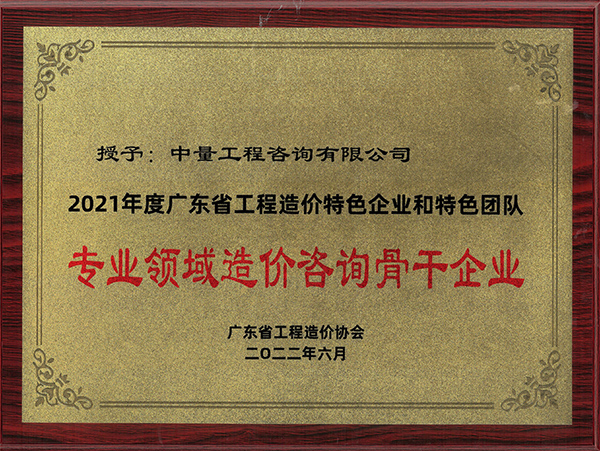 授予：中量工程咨询有限公司
2021年度广东省工程造价特色企业和特色团队
专业领域造价咨询骨干企业
广东省工程造价协会
二〇二二年六月